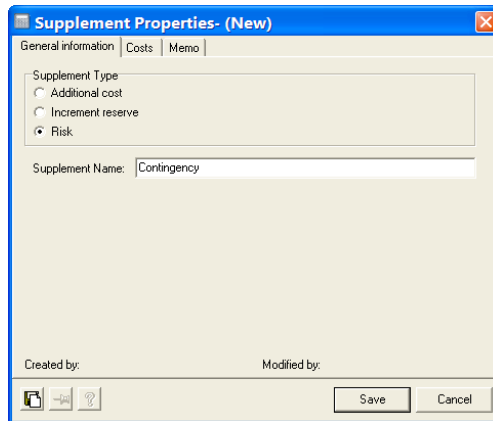 Supplement Properties- (New)
General information Costs Memo
Supplement Type
Additional cost
Increment reserve
Risk
Supplement Name: Contingency
Created by: Modified by:
? Save Cancel